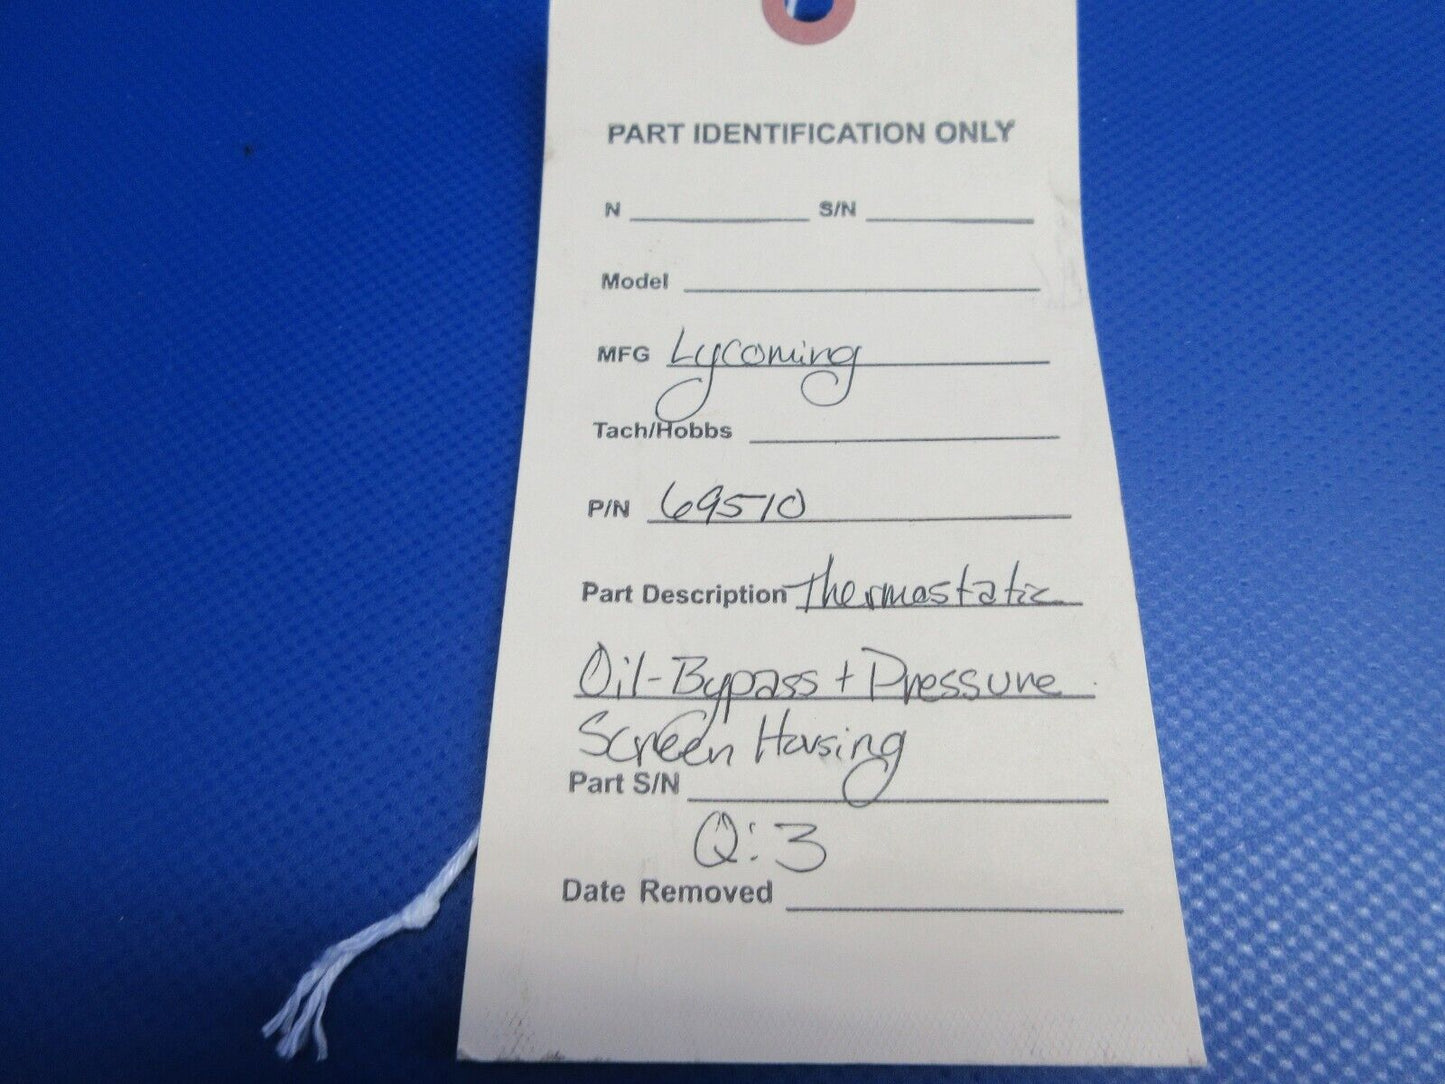 PART IDENTIFICATION ONLY
N S/N
Model
MFG Lycoming
Tach/Hobbs
P/N 69510
Part Description Thermostatic
Oil-Bypass + Pressure
Screen Housing
Part S/N
Q:3
Date Removed